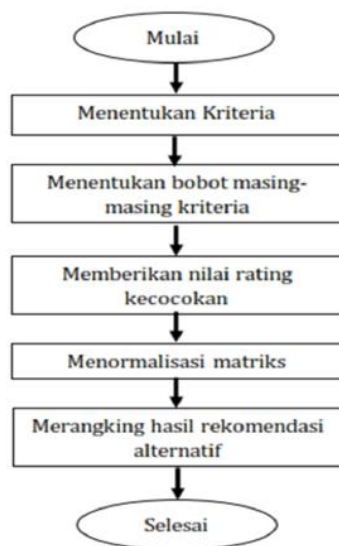 Mulai
Menentukan Kriteria
Menentukan bobot masing-
masing kriteria
Memberikan nilai rating
kecocokan
Menormalisasi matriks
Merangking hasil rekomendasi
alternatif
Selesai